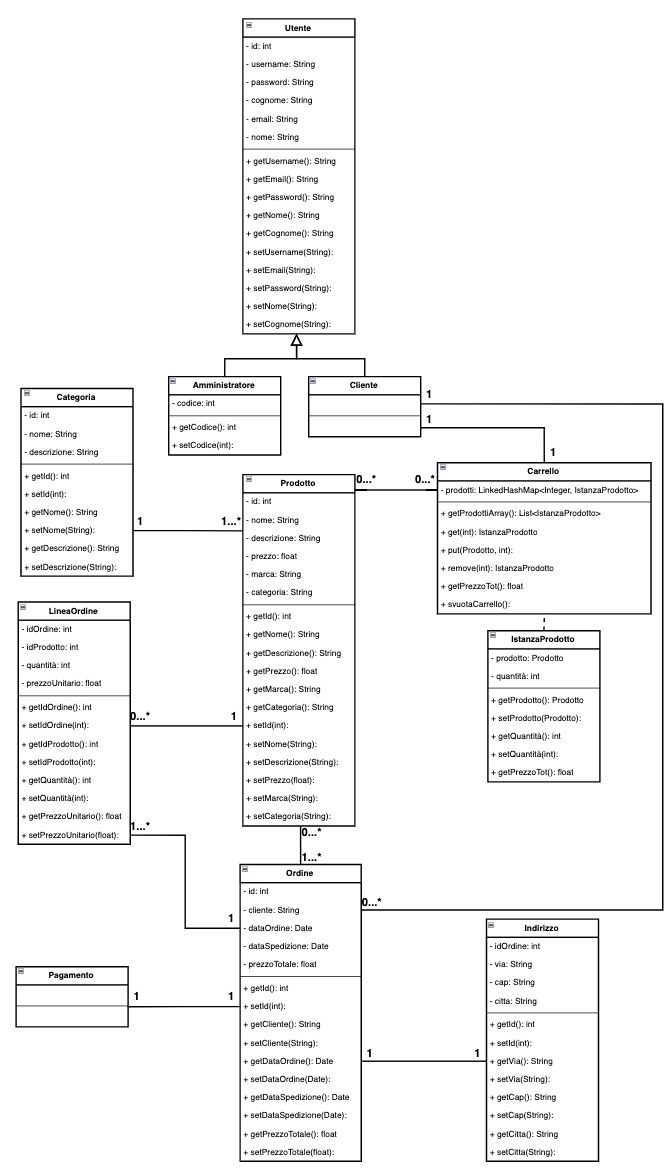 Utente
- id: int
- username: String
- password: String
- cognome: String
- email: String
- nome: String
+ getUsername(): String
+ getEmail(): String
+ getPassword(): String
+ getNome(): String
+ getCognome(): String
+ setUsername(String):
+ setEmail(String):
+ setPassword(String):
+ setNome(String):
+ setCognome(String):
Amministratore
- codice: int
+ getCodice(): int
+ setCodice(int):
Cliente
1
1
1
Categoria
- id: int
- nome: String
- descrizione: String
+ getId(): int
+ setId(int):
+ getNome(): String
+ setNome(String):
+ getDescrizione(): String
+ setDescrizione(String):
1
1...*
Prodotto
- id: int
- nome: String
- descrizione: String
- prezzo: float
- marca: String
- categoria: String
+ getId(): int
+ getNome(): String
+ getDescrizione(): String
+ getPrezzo(): float
+ getMarca(): String
+ getCategoria(): String
+ setId(int):
+ setNome(String):
+ setDescrizione(String):
+ setPrezzo(float):
+ setMarca(String):
+ setCategoria(String):
0...*
0...*
Carrello
- prodotti: LinkedHashMap<Integer, IstanzaProdotto>
+ getProdottiArray(): List<IstanzaProdotto>
+ get(int): IstanzaProdotto
+ put(Prodotto, int):
+ remove(int): IstanzaProdotto
+ getPrezzoTot(): float
+ svuotaCarrello():
IstanzaProdotto
- prodotto: Prodotto
- quantità: int
+ getProdotto(): Prodotto
+ setProdotto(Prodotto):
+ getQuantità(): int
+ setQuantità(int):
+ getPrezzoTot(): float
LineaOrdine
- idOrdine: int
- idProdotto: int
- quantità: int
- prezzoUnitario: float
+ getIdOrdine(): int
+ setIdOrdine(int):
+ getIdProdotto(): int
+ setIdProdotto(int):
+ getQuantità(): int
+ setQuantità(int):
+ getPrezzoUnitario(): float
+ setPrezzoUnitario(float):
0...*
1
1...*
1
0...*
1...*
Ordine
- id: int
- cliente: String
- dataOrdine: Date
- dataSpedizione: Date
- prezzoTotale: float
+ getId(): int
+ setId(int):
+ getCliente(): String
+ setCliente(String):
+ getDataOrdine(): Date
+ setDataOrdine(Date):
+ getDataSpedizione(): Date
+ setDataSpedizione(Date):
+ getPrezzoTotale(): float
+ setPrezzoTotale(float):
0...*
Pagamento
1
1
1
1
Indirizzo
- idOrdine: int
- via: String
- cap: String
- citta: String
+ getId(): int
+ setId(int):
+ getVia(): String
+ setVia(String):
+ getCap(): String
+ setCap(String):
+ getCitta(): String
+ setCitta(String):